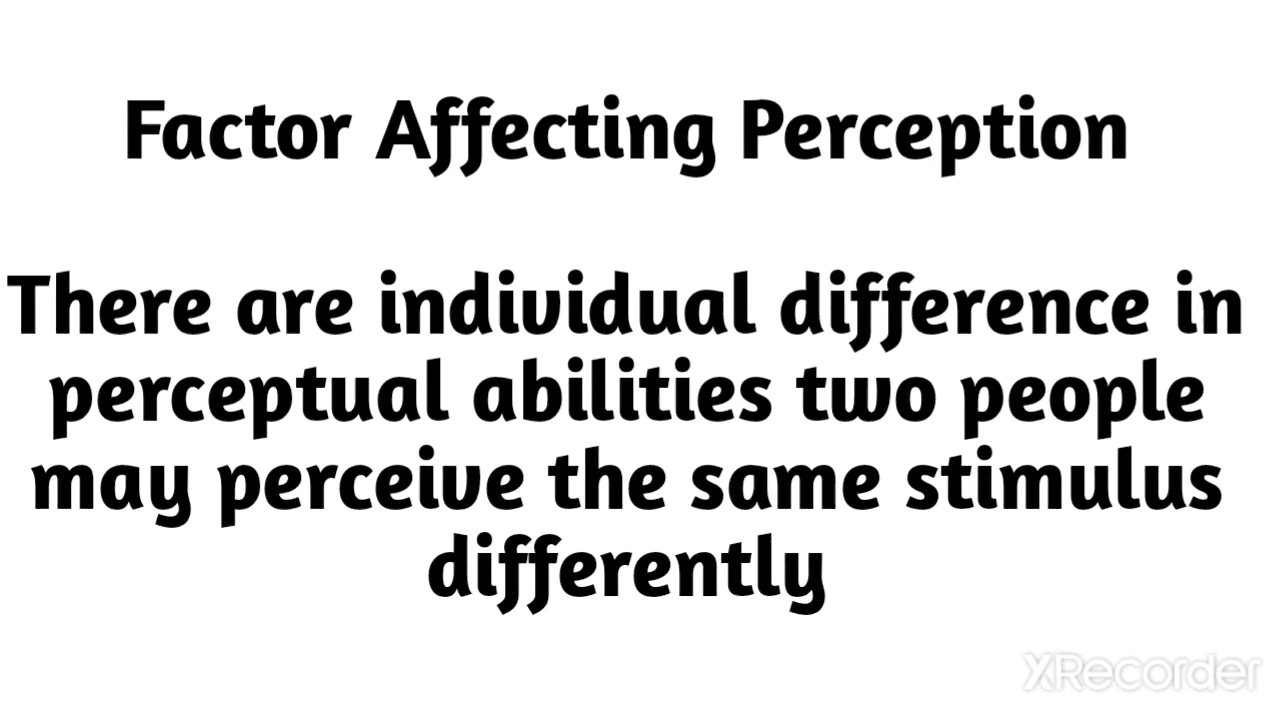 Factor Affecting Perception
There are individual difference in
perceptual abilities two people
may perceive the same stimulus
differently
XRecorder